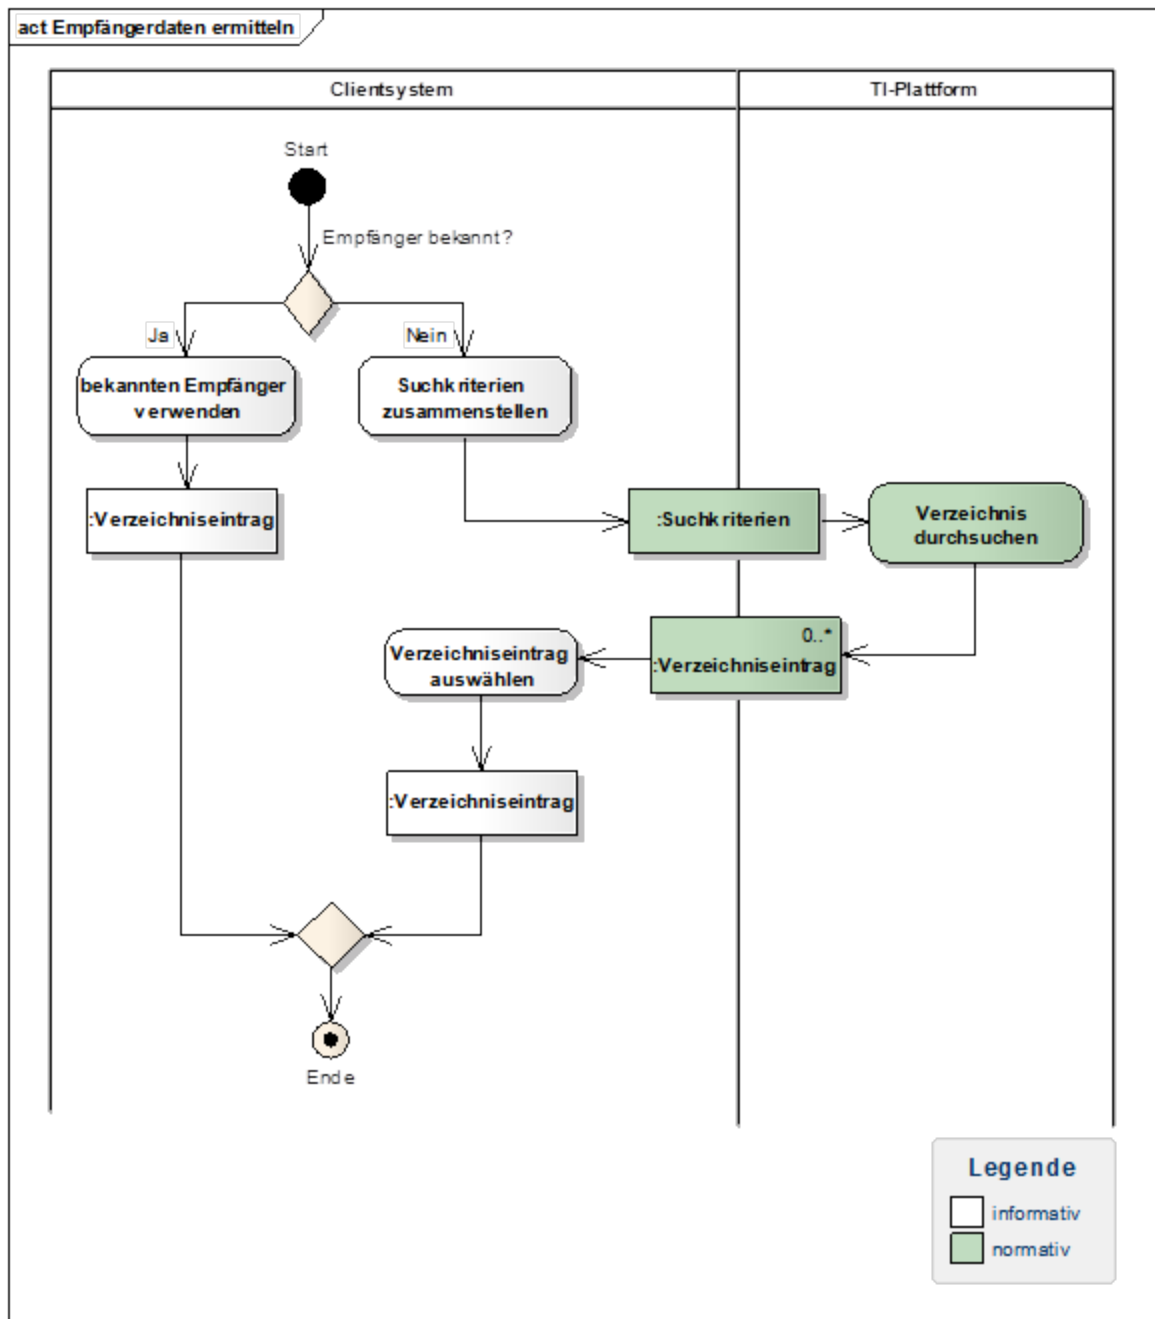 act Empfängerdaten ermitteln
Clientsystem
TI-Plattform
Start
Empfänger bekannt?
Ja
Nein
bekannten Empfänger
verwenden
Suchkriterien
zusammenstellen
:Verzeichniseintrag
:Suchkriterien
Verzeichnis
durchsuchen
0..*
:Verzeichniseintrag
Verzeichniseintrag
auswählen
:Verzeichniseintrag
Ende
Legende
informativ
normativ